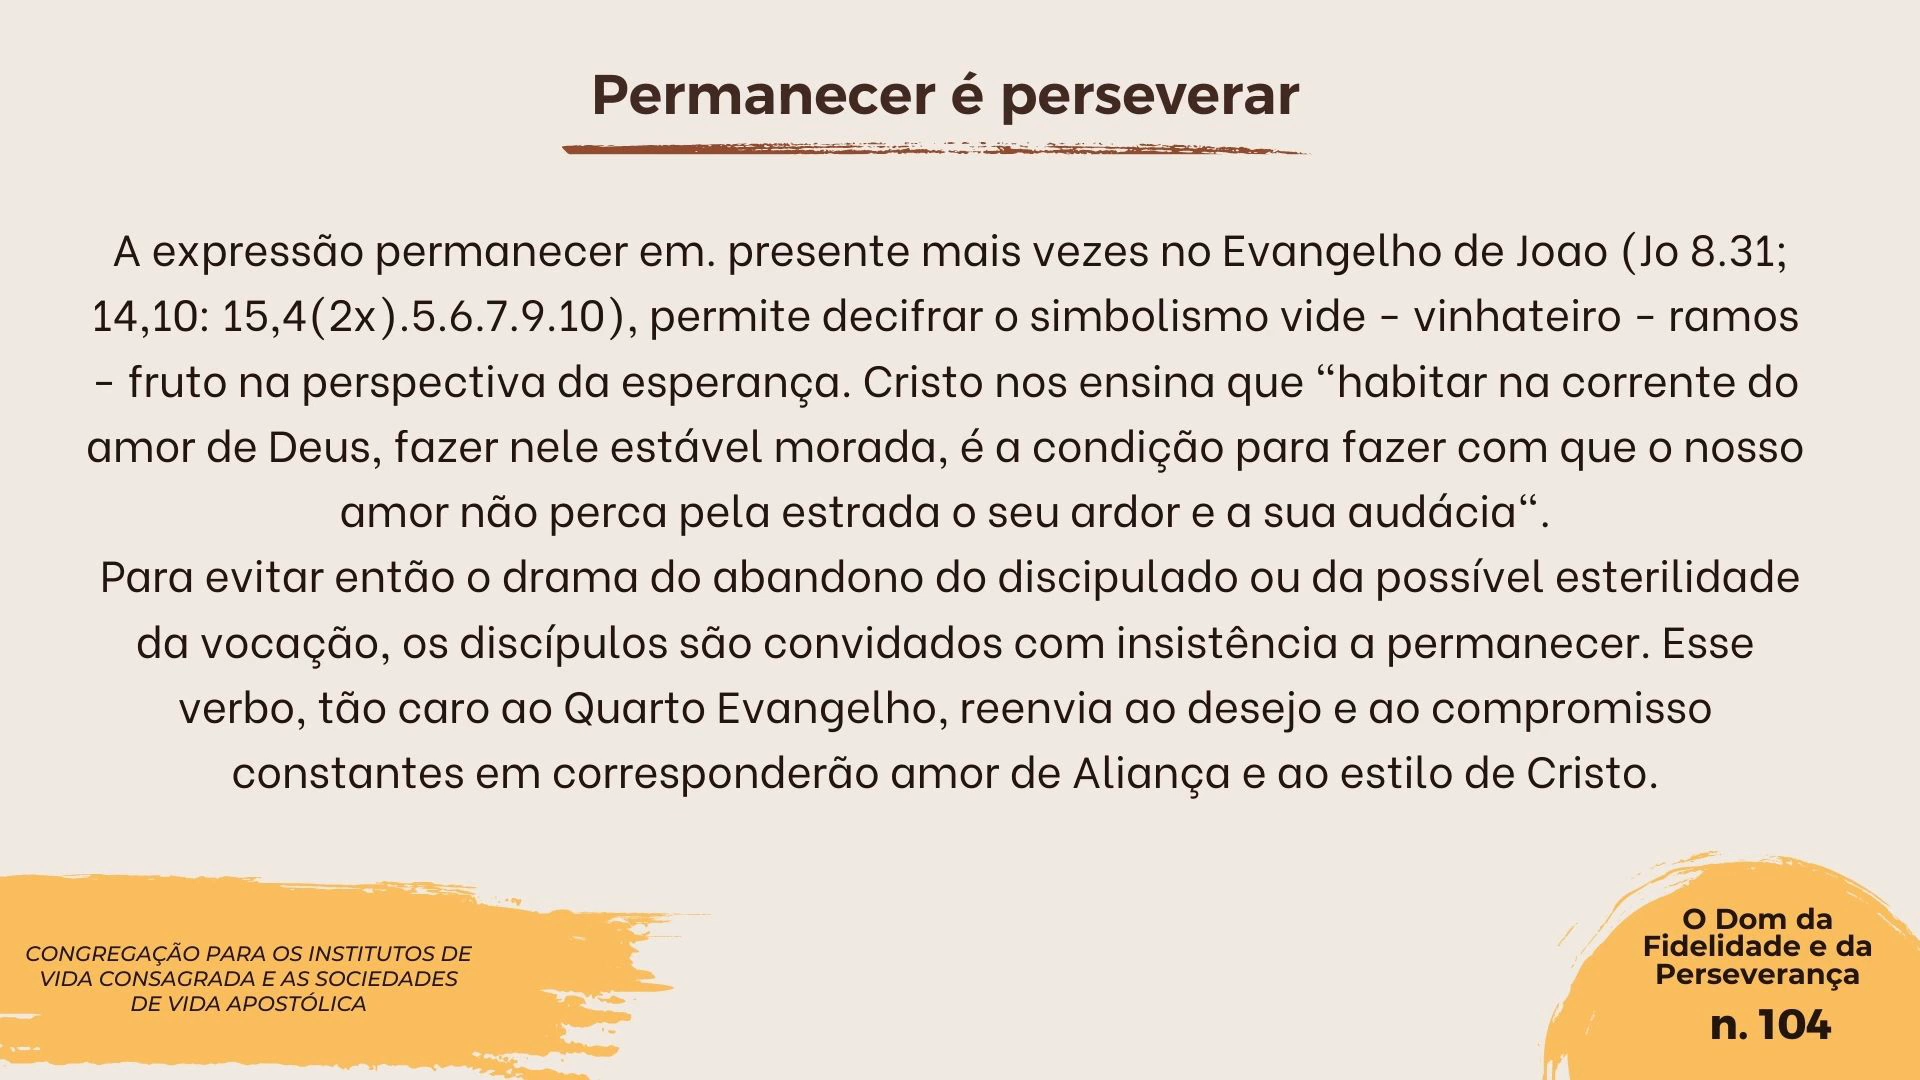 Permanecer é perseverar
A expressão permanecer em. presente mais vezes no Evangelho de Joao (Jo 8.31;
14,10: 15,4(2x).5.6.7.9.10), permite decifrar o simbolismo vide - vinhateiro - ramos
- fruto na perspectiva da esperança. Cristo nos ensina que “habitar na corrente do
amor de Deus, fazer nele estável morada, é a condição para fazer com que o nosso
amor não perca pela estrada o seu ardor e a sua audácia“.
Para evitar então o drama do abandono do discipulado ou da possível esterilidade
da vocação, os discípulos são convidados com insistência a permanecer. Esse
verbo, tão caro ao Quarto Evangelho, reenvia ao desejo e ao compromisso
constantes em corresponderão amor de Aliança e ao estilo de Cristo.
CONGREGAÇÃO PARA OS INSTITUTOS DE
VIDA CONSAGRADA E AS SOCIEDADES
DE VIDA APOSTÓLICA
O Dom da
Fidelidade e da
Perseverança
n. 104